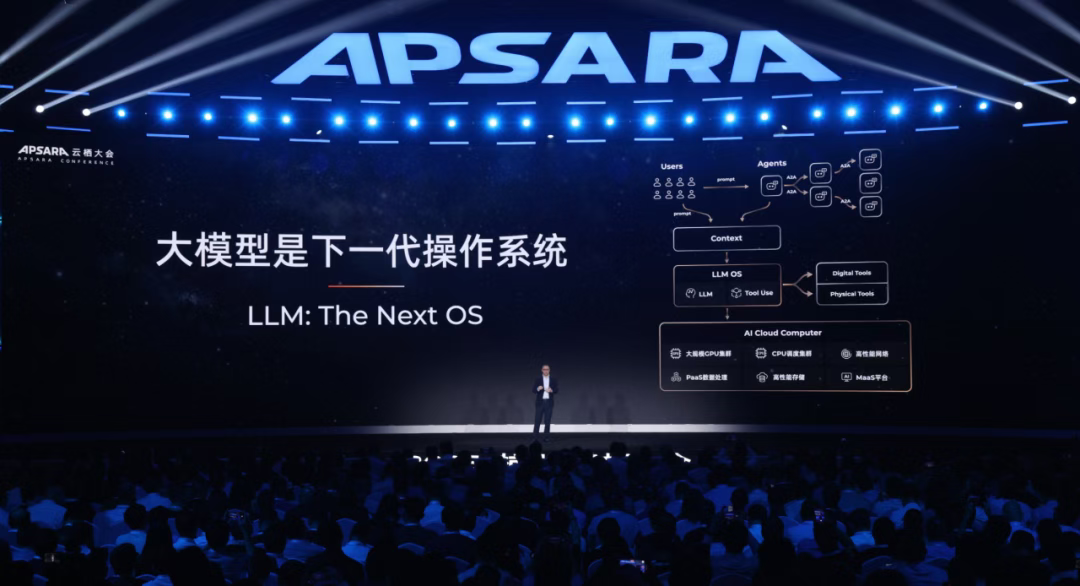 APSARA
APSARA 云栖大会
APSARA CONFERENCE
大模型是下一代操作系统
LLM: The Next OS
Users
Agents
prompt
A2A
A2A
A2A
A2A
prompt
Context
LLM OS
LLM
Tool Use
Digital Tools
Physical Tools
AI Cloud Computer
大规模GPU集群
CPU调度集群
高性能网络
PaaS数据处理
高性能存储
MaaS平台